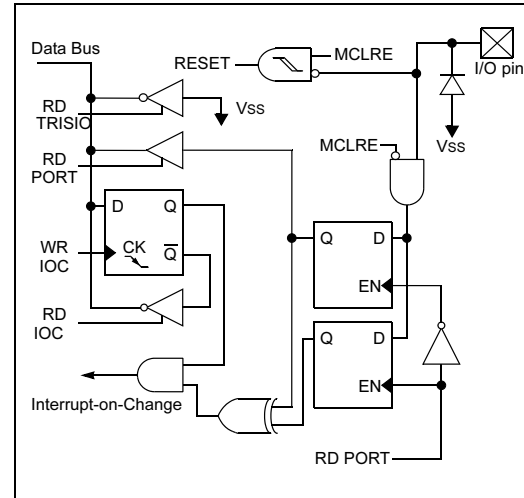 Data Bus
RESET
MCLRE
I/O pin
RD
TRISIO
VSS
VSS
RD
PORT
MCLRE
D
Q
WR
IOC
CK
Q
Q
D
EN
RD
IOC
Q
D
EN
Interrupt-on-Change
RD PORT